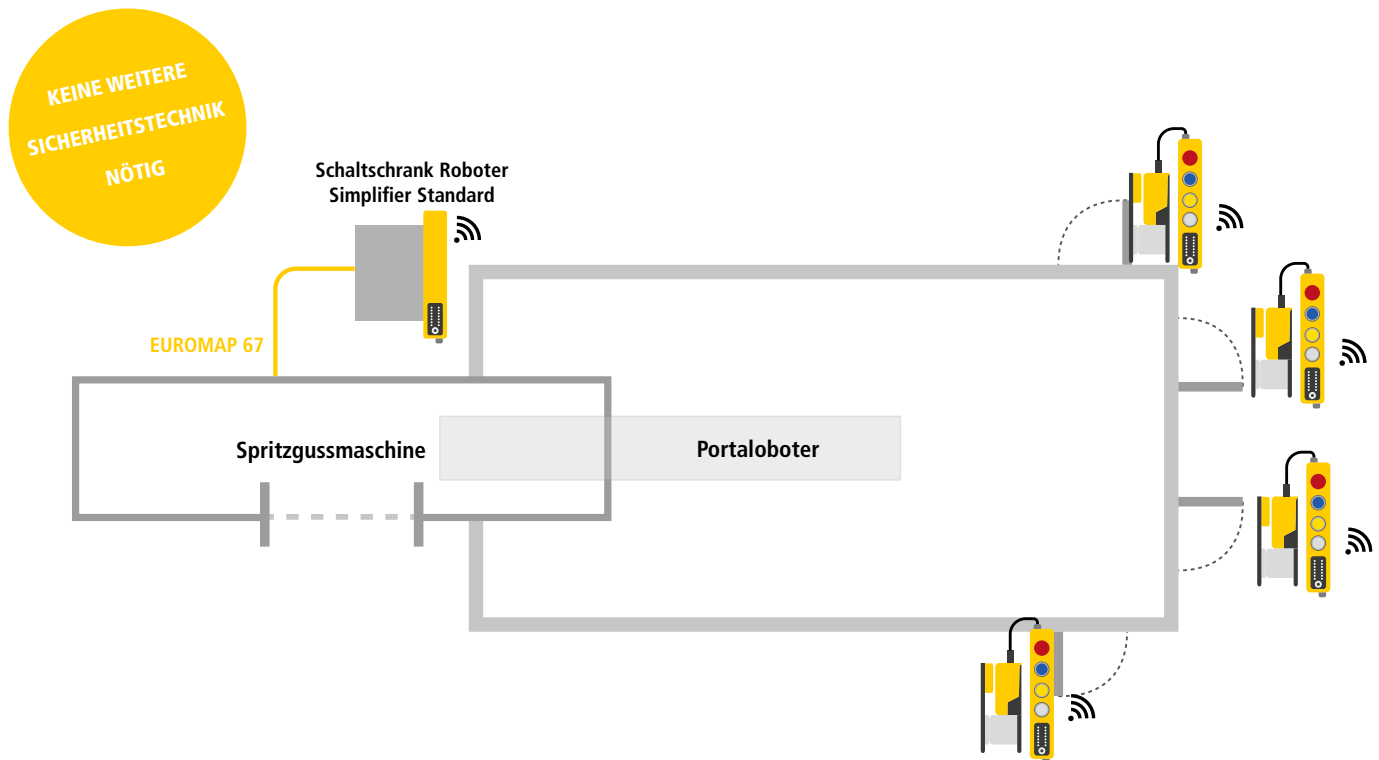 KEINE WEITERE
SICHERHEITSTECHNIK
NÖTIG
Schaltschrank Roboter
Simplifier Standard
EUROMAP 67
Spritzgussmaschine
Portaloboter